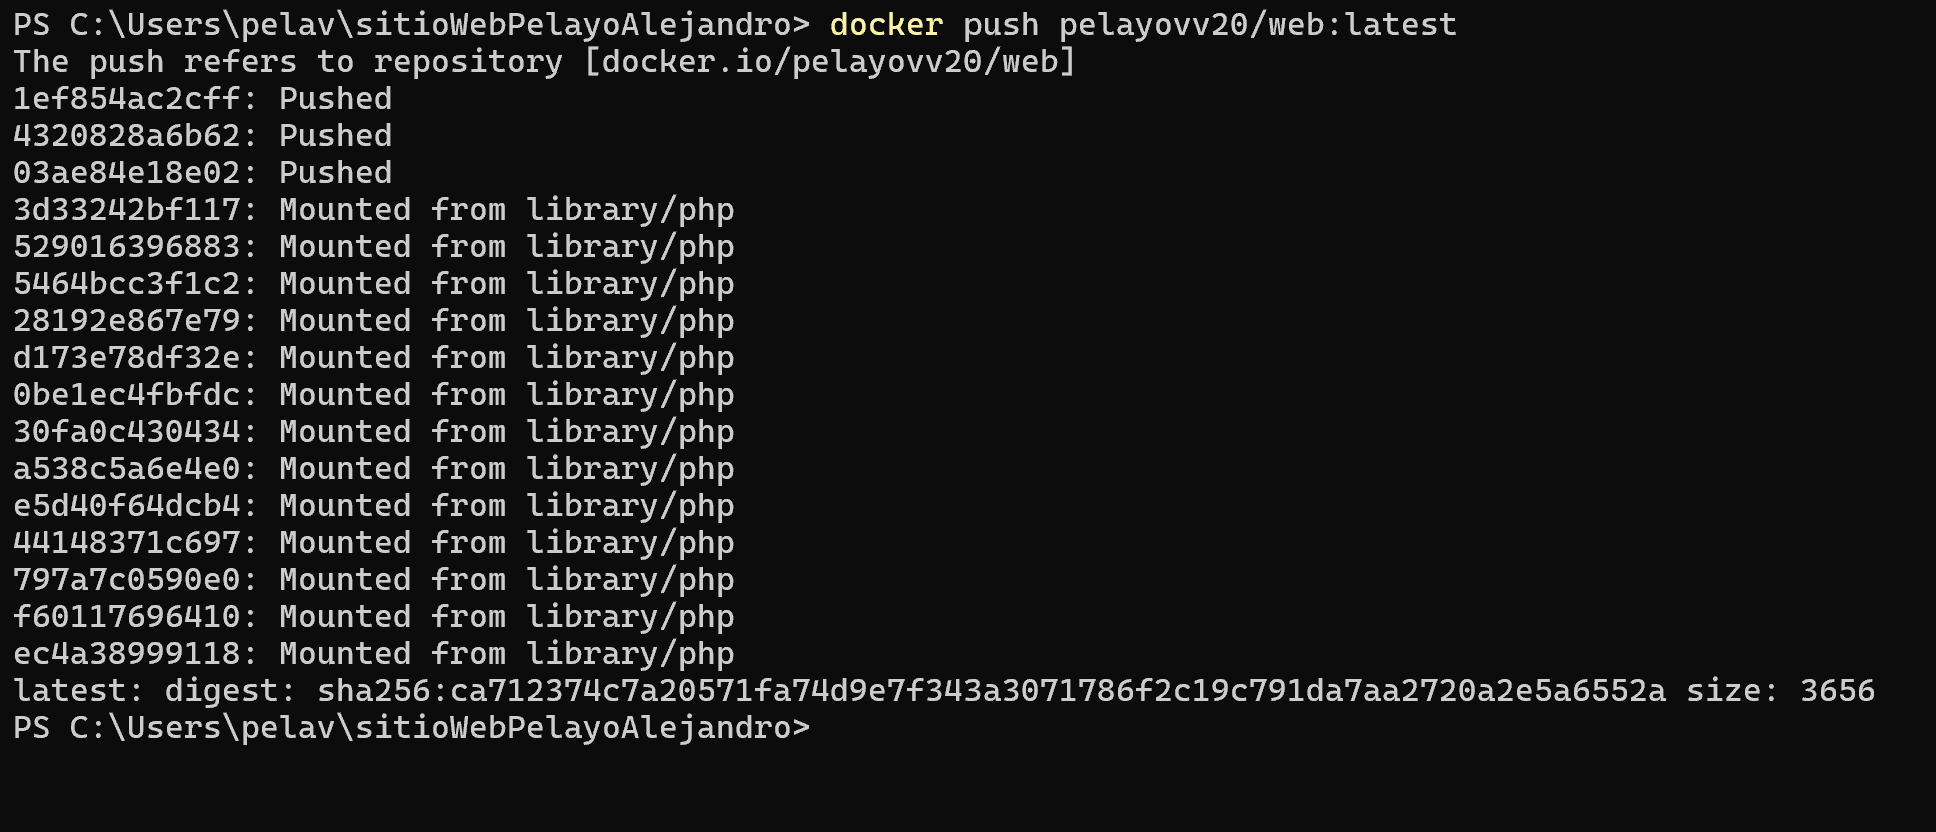 PS C:\Users\pelav\sitioWebPelayoAlejandro> docker push pelayovv20/web:latest
The push refers to repository [docker.io/pelayovv20/web]
1ef854ac2cff: Pushed
4320828a6b62: Pushed
03ae84e18e02: Pushed
3d33242bf117: Mounted from library/php
529016396883: Mounted from library/php
5464bcc3f1c2: Mounted from library/php
28192e867e79: Mounted from library/php
d173e78df32e: Mounted from library/php
0be1ec4fbfdc: Mounted from library/php
30fa0c430434: Mounted from library/php
a538c5a6e4e0: Mounted from library/php
e5d40f64dcb4: Mounted from library/php
44148371c697: Mounted from library/php
797a7c0590e0: Mounted from library/php
f60117696410: Mounted from library/php
ec4a38999118: Mounted from library/php
latest: digest: sha256:ca712374c7a20571fa74d9e7f343a3071786f2c19c791da7aa2720a2e5a6552a size: 3656
PS C:\Users\pelav\sitioWebPelayoAlejandro>